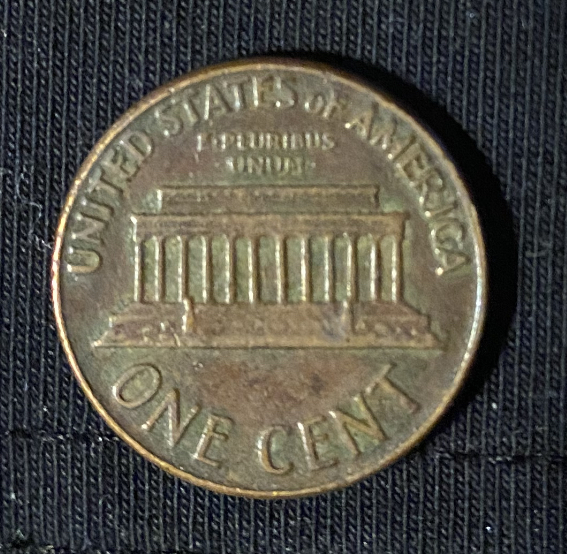 UNITED STATES OF AMERICA
E·PLURIBUS
·UNUM·
ONE CENT